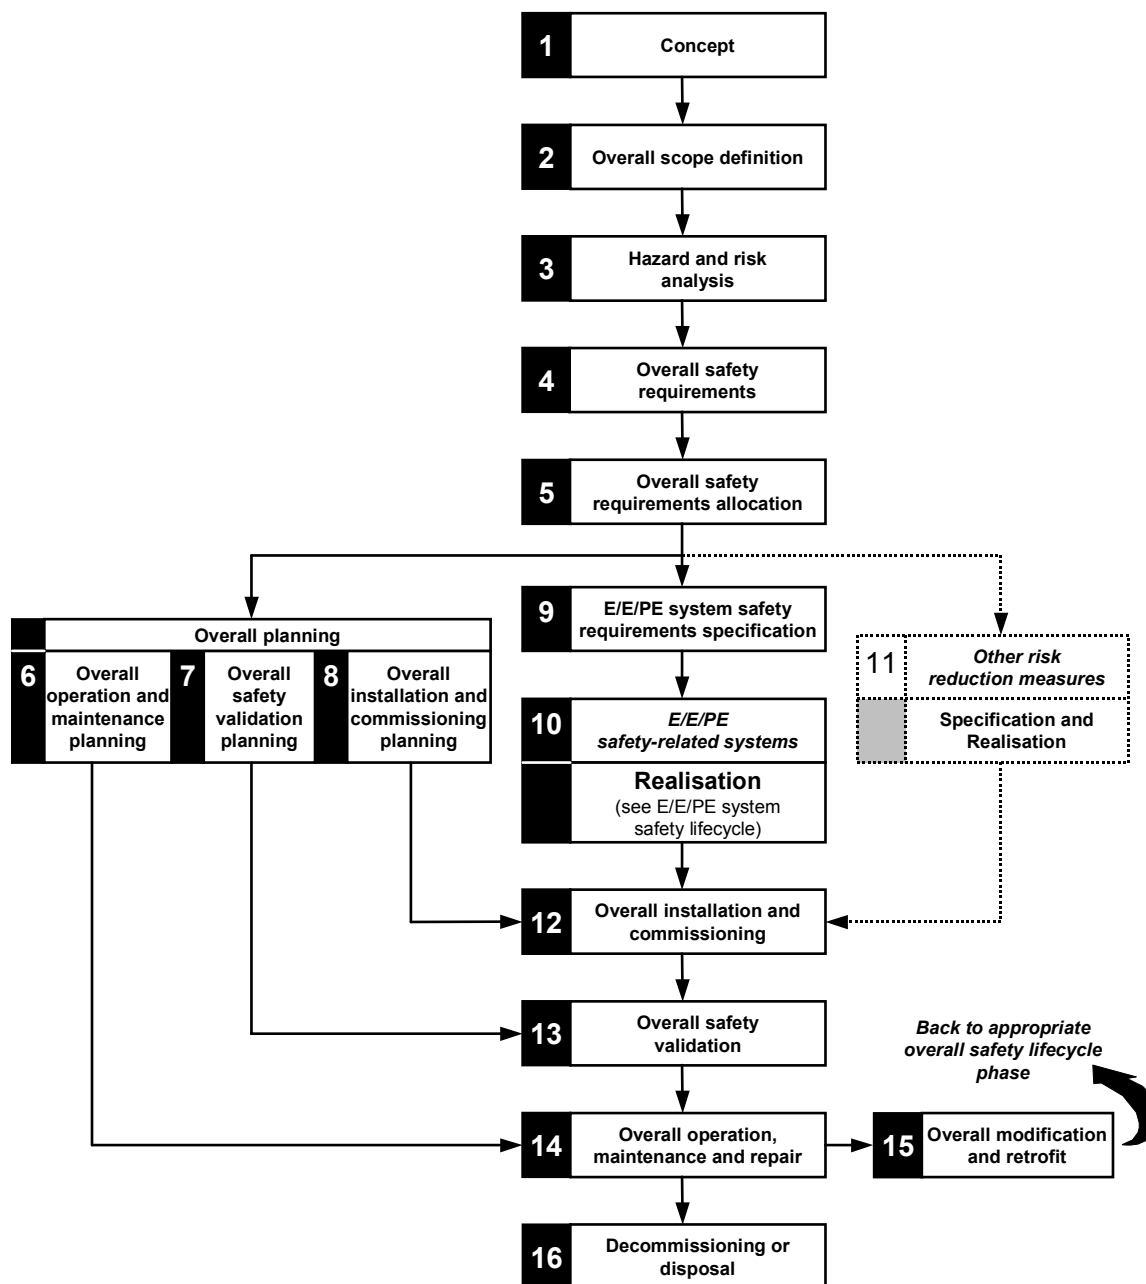 1
Concept
2
Overall scope definition
3
Hazard and risk
analysis
4
Overall safety
requirements
5
Overall safety
requirements allocation
Overall planning
6
Overall
operation and
maintenance
planning
7
Overall
safety
validation
planning
8
Overall
installation and
commissioning
planning
9
E/E/PE system safety
requirements specification
10
E/E/PE
safety-related systems
Realisation
(see E/E/PE system
safety lifecycle)
11
Other risk
reduction measures
Specification and
Realisation
12
Overall installation and
commissioning
13
Overall safety
validation
Back to appropriate
overall safety lifecycle
phase
14
Overall operation,
maintenance and repair
15
Overall modification
and retrofit
16
Decommissioning or
disposal